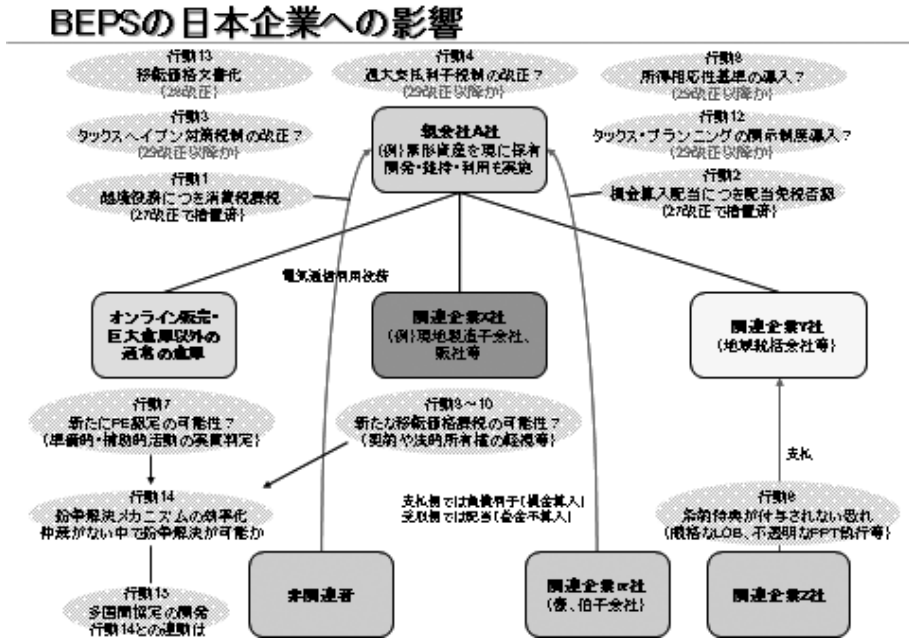 BEPSの日本企業への影響
行動13
移転価格文書化
(28改正)
行動4
過大支払利子税制の改正？
(29改正以降か)
行動8
所得相応性基準の導入？
(29改正以降か)
行動3
タックスヘイブン対策税制の改正？
(29改正以降か)
親会社A社
(例)無形資産を現に保有
開発・維持・利用も実施
行動12
タックス・プランニングの開示制度導入？
(29改正以降か)
行動1
越境役務につき消費税課税
(27改正で措置済)
行動2
損金算入配当につき配当免税否認
(27改正で措置済)
電気通信利用役務
オンライン販売・
巨大倉庫以外の
通常の倉庫
関連企業X社
(例)現地製造子会社、
販社等
関連企業Y社
(地域統括会社等)
行動7
新たにPE認定の可能性？
(準備的・補助的活動の実質判定)
行動8～10
新たな移転価格課税の可能性？
(契約や法的所有権の軽視等)
支払
行動14
紛争解決メカニズムの効率化
仲裁がない中で紛争解決が可能か
支払側では負債利子(損金算入)
受取側では配当(益金不算入)
行動6
条約特典が付与されない恐れ
(厳格なLOB、不透明なPPT執行等)
行動15
多国間協定の開発
行動14との連動は
非関連者
関連企業
(豪、伯子会社)
関連企業Z社